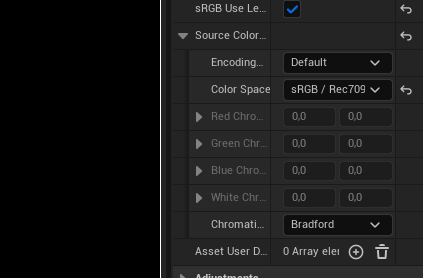 sRGB Use Le...
Source Color...
Encoding... Default
Color Space sRGB / Rec709
Red Chro... 0,0 0,0
Green Chr... 0,0 0,0
Blue Chro... 0,0 0,0
White Chr... 0,0 0,0
Chromati... Bradford
Asset User D... 0 Array eler
Adjustments